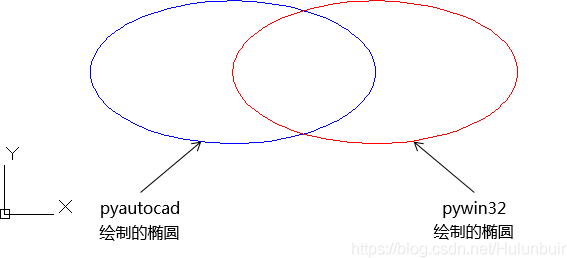 Y
X
pyautocad
绘制的椭圆
pywin32
绘制的椭圆
https://blog.csdn.net/Hulunbuir